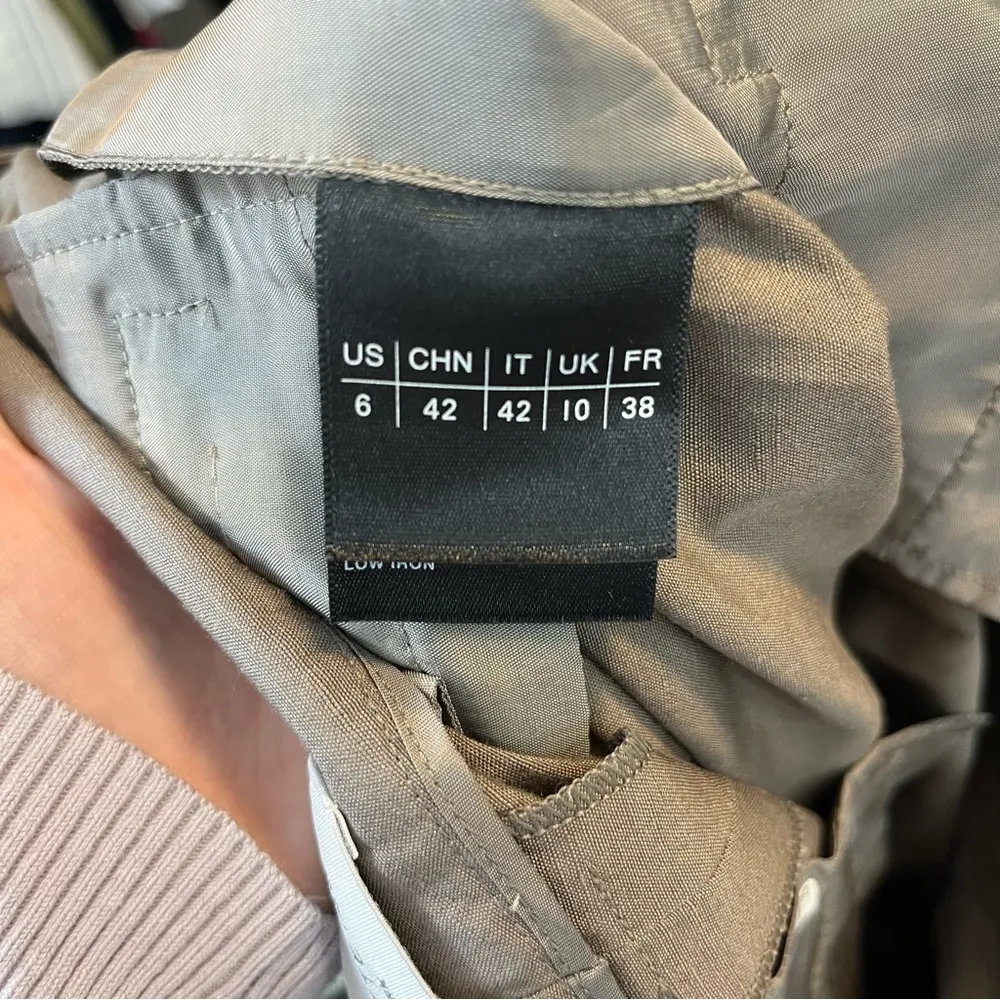 US | CHN | IT | UK | FR
6 | 42 | 42 | 10 | 38
LOW IRON